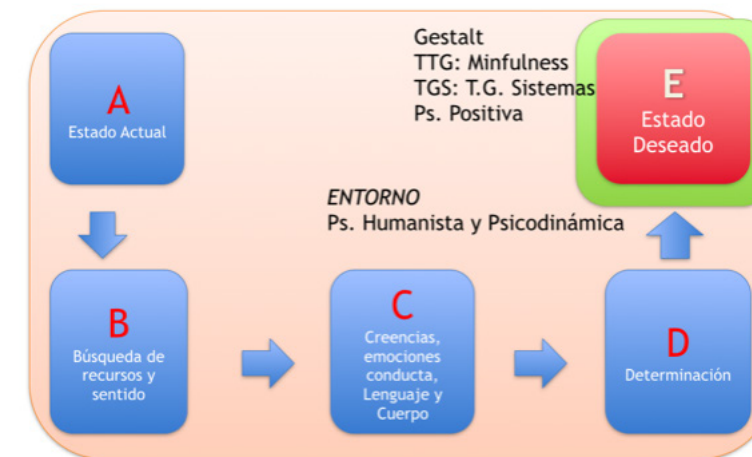 A
Estado Actual
Gestalt
TTG: Minfulness
TGS: T.G. Sistemas
Ps. Positiva
E
Estado
Deseado
ENTORNO
Ps. Humanista y Psicodinámica
B
Búsqueda de
recursos y
sentido
C
Creencias,
emociones
conducta,
Lenguaje y
Cuerpo
D
Determinación